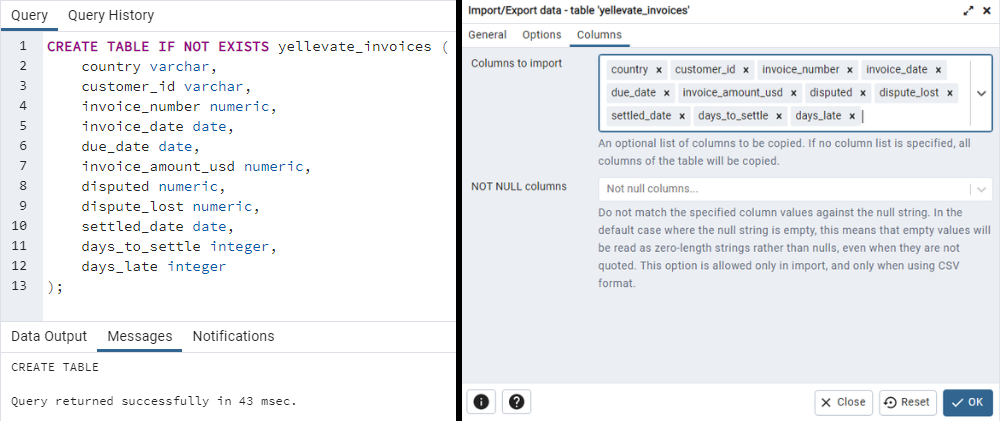 Query Query History
1 CREATE TABLE IF NOT EXISTS yellevate_invoices (
2 country varchar,
3 customer_id varchar,
4 invoice_number numeric,
5 invoice_date date,
6 due_date date,
7 invoice_amount_usd numeric,
8 disputed numeric,
9 dispute_lost numeric,
10 settled_date date,
11 days_to_settle integer,
12 days_late integer
13 );
Data Output Messages Notifications
CREATE TABLE
Query returned successfully in 43 msec.
Import/Export data - table 'yellevate_invoices'
General Options Columns
Columns to import
country × customer_id × invoice_number × invoice_date ×
due_date × invoice_amount_usd × disputed × dispute_lost ×
settled_date × days_to_settle × days_late ×
An optional list of columns to be copied. If no column list is specified, all
columns of the table will be copied.
NOT NULL columns Not null columns...
Do not match the specified column values against the null string. In the
default case where the null string is empty, this means that empty values will
be read as zero-length strings rather than nulls, even when they are not
quoted. This option is allowed only in import, and only when using CSV
format.
Close Reset OK